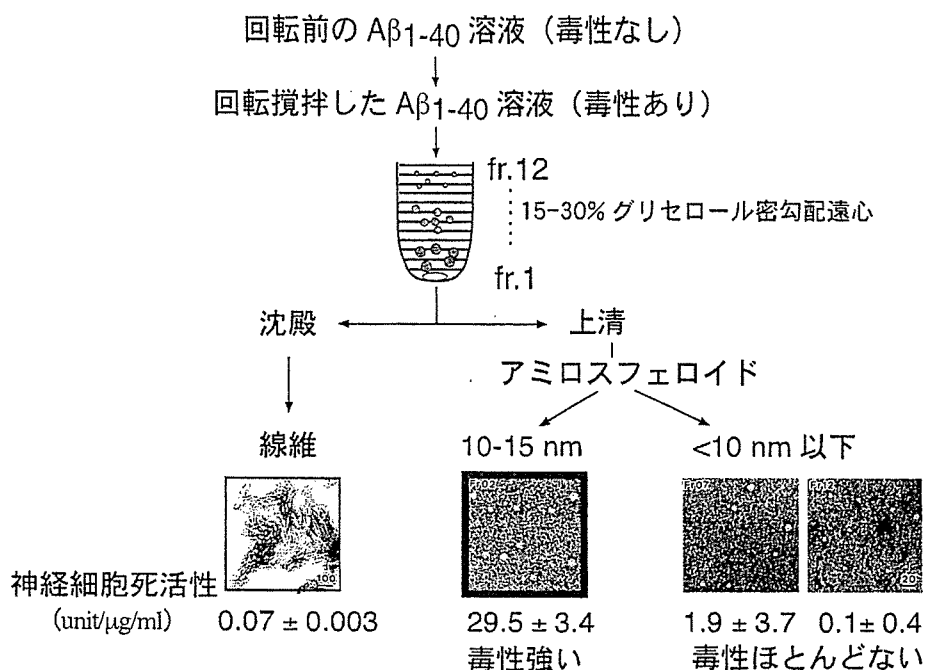 回転前の Aβ1-40 溶液（毒性なし）
回転撹拌した Aβ1-40 溶液（毒性あり）
fr.12
15-30% グリセロール密勾配遠心
fr.1
沈殿
上清
アミロスフェロイド
線維
10-15 nm
<10 nm 以下
Fr02
Fr07
Fr12
100
20
神経細胞死活性
(unit/μg/ml)
0.07 ± 0.003
29.5 ± 3.4
1.9 ± 3.7
0.1± 0.4
毒性強い
毒性ほとんどない